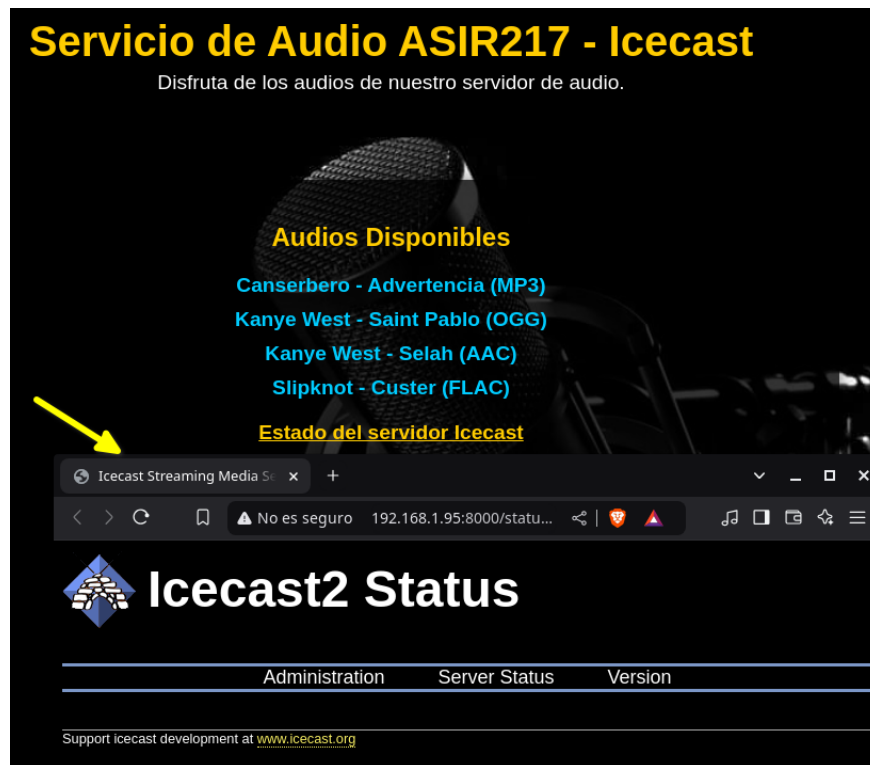 Servicio de Audio ASIR217 - Icecast
Disfruta de los audios de nuestro servidor de audio.
Audios Disponibles
Canserbero - Advertencia (MP3)
Kanye West - Saint Pablo (OGG)
Kanye West - Selah (AAC)
Slipknot - Custer (FLAC)
Estado del servidor Icecast
Icecast Streaming Media Se
No es seguro 192.168.1.95:8000/statu...
Icecast2 Status
Administration Server Status Version
Support icecast development at www.icecast.org